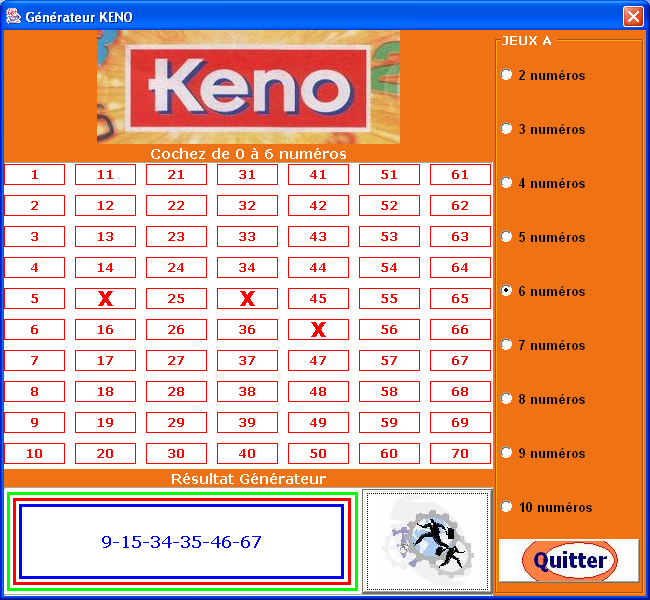 Générateur KENO
Keno
Cochez de 0 à 6 numéros
1 11 21 31 41 51 61
2 12 22 32 42 52 62
3 13 23 33 43 53 63
4 14 24 34 44 54 64
5 X 25 X 45 55 65
6 16 26 36 X 56 66
7 17 27 37 47 57 67
8 18 28 38 48 58 68
9 19 29 39 49 59 69
10 20 30 40 50 60 70
Résultat Générateur
9-15-34-35-46-67
JEUX A
2 numéros
3 numéros
4 numéros
5 numéros
6 numéros
7 numéros
8 numéros
9 numéros
10 numéros
Quitter